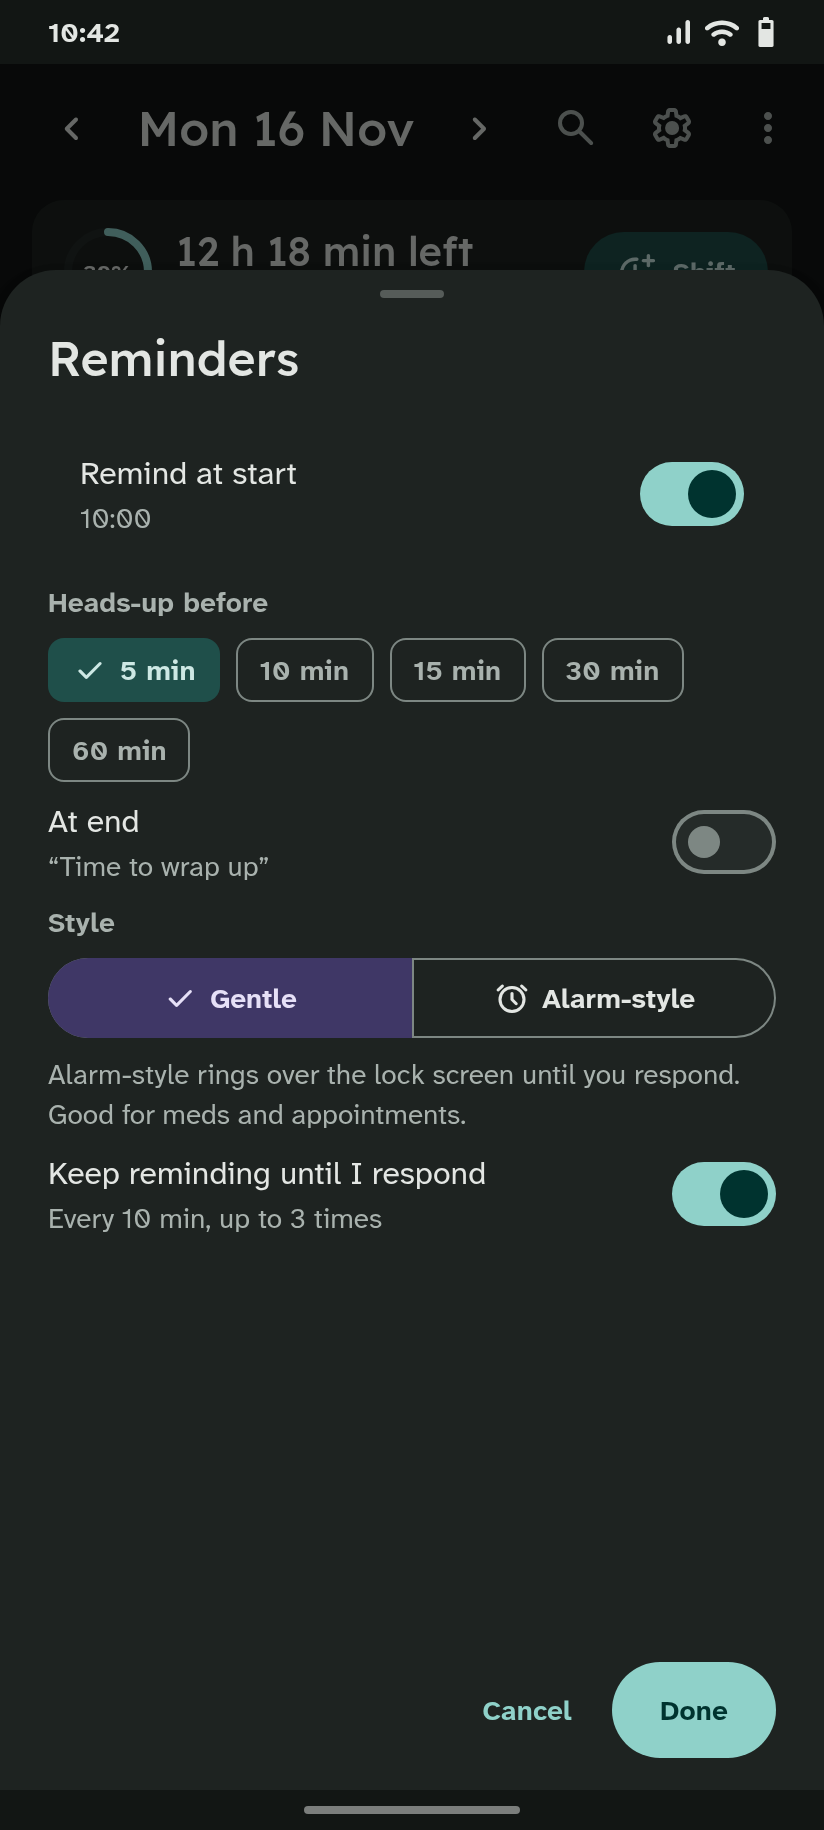 10:42
Mon 16 Nov
12 h 18 min left
Shift
Reminders
Remind at start
10:00
Heads-up before
5 min
10 min
15 min
30 min
60 min
At end
“Time to wrap up”
Style
Gentle
Alarm-style
Alarm-style rings over the lock screen until you respond.
Good for meds and appointments.
Keep reminding until I respond
Every 10 min, up to 3 times
Cancel
Done